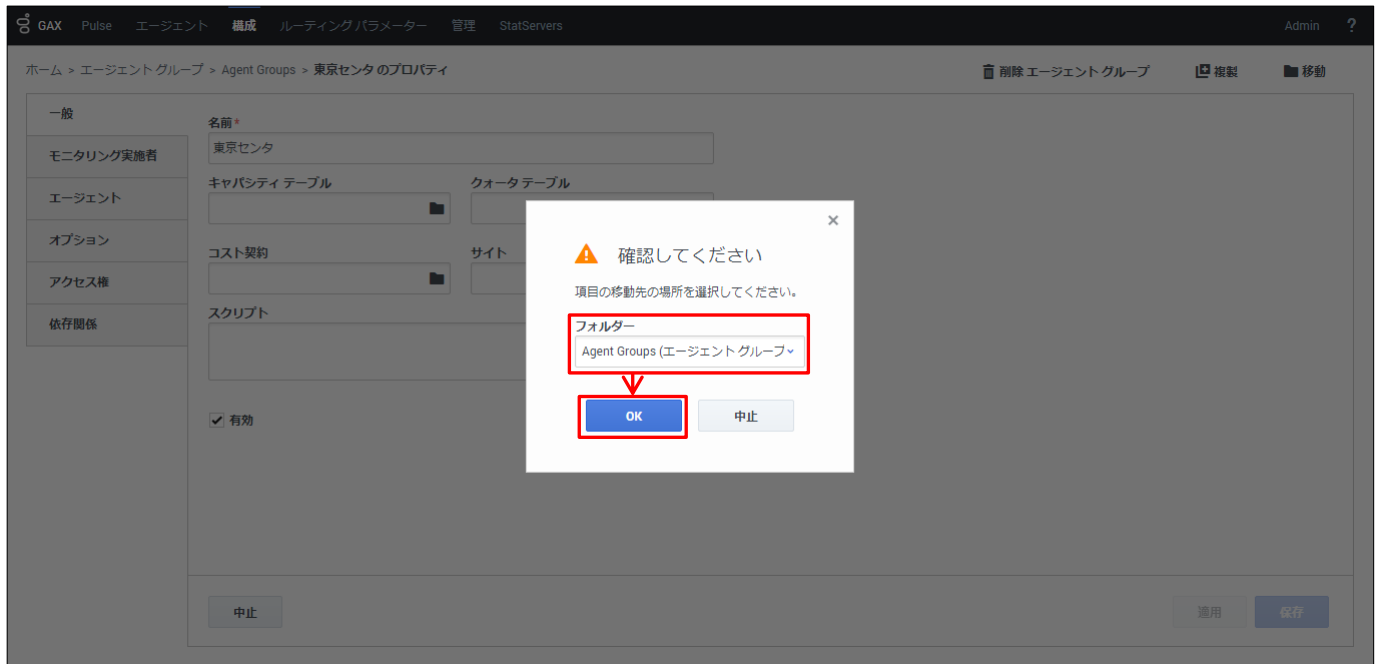 GAX Pulse エージェント 構成 ルーティング パラメーター 管理 StatServers Admin ?
ホーム > エージェント グループ > Agent Groups > 東京センタ のプロパティ 削除 エージェント グループ 複製 移動
一般
モニタリング実施者
エージェント
オプション
アクセス権
依存関係
名前*
東京センタ
キャパシティ テーブル クォータ テーブル
コスト契約 サイト
スクリプト
有効
×
確認してください
項目の移動先の場所を選択してください。
フォルダー
Agent Groups (エージェント グループ
OK 中止
中止 適用 保存